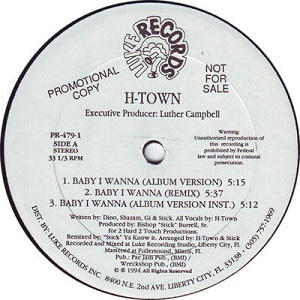 LUKE RECORDS
PROMOTIONAL
COPY
NOT
FOR
SALE
H-TOWN
Executive Producer: Luther Campbell
PR-479-1
SIDE A
STEREO
33 1/3 RPM
Warning:
Unauthorized reproduction of
this recording is
prohibited by Federal
law and subject to criminal
prosecution.
1. BABY I WANNA (ALBUM VERSION) 5:15
2. BABY I WANNA (REMIX) 5:37
3. BABY I WANNA (ALBUM VERSION INST.) 5:12
Written by: Dino, Shazam, Gi & Stick. All Vocals by: H-Town
Produced by: Bishop "Stick" Burrell, Sr.
for 2 Hard 2 Touch Productions.
Remixed by: "Stick" Ya Know it. Arranged by: H-Town & Stick
Recorded and Mixed at Luke Recording Studio, Liberty City, Fl.
Mastered at Fullersound, Miami, Fl.
Pub: Pac Jam Pub., (BMI) /
Wreckshop Pub., (BMI)
℗ © 1994 All Rights Reserved
DIST. BY: LUKE RECORDS INC. 8400 N.E. 2nd AVE. LIBERTY CITY, FL. 33138 - (305) 757-1969